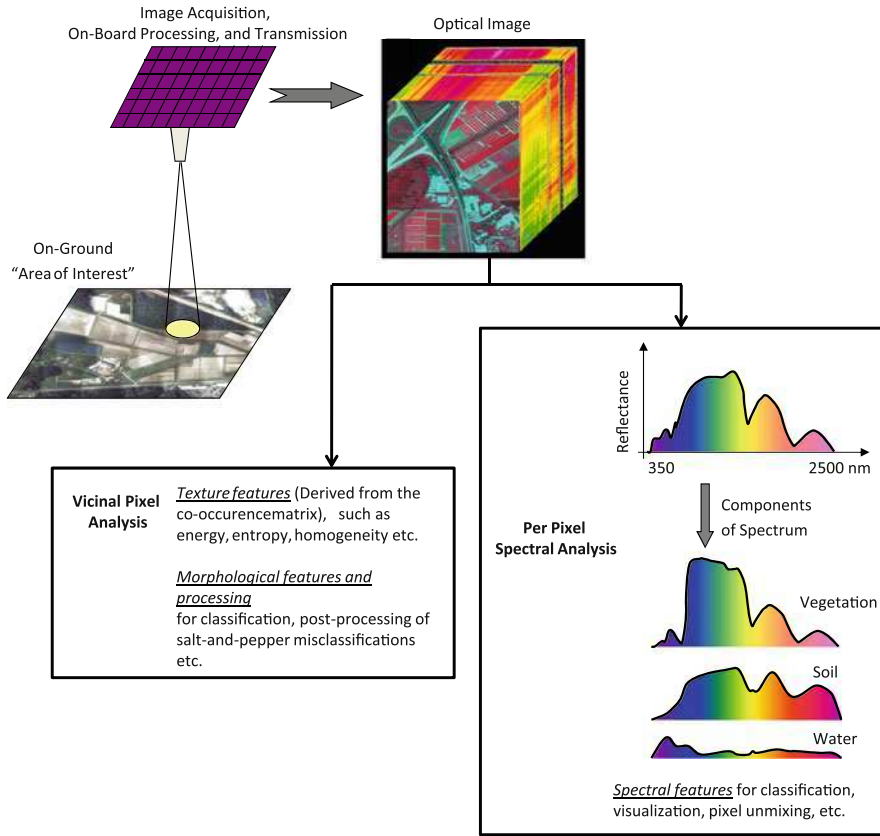 Image Acquisition,
On-Board Processing, and Transmission
Optical Image
On-Ground
“Area of Interest”
Vicinal Pixel
Analysis
Texture features (Derived from the
co-occurencematrix), such as
energy, entropy, homogeneity etc.
Morphological features and
processing
for classification, post-processing of
salt-and-pepper misclassifications
etc.
Reflectance
350
2500 nm
Components
of Spectrum
Per Pixel
Spectral Analysis
Vegetation
Soil
Water
Spectral features for classification,
visualization, pixel unmixing, etc.